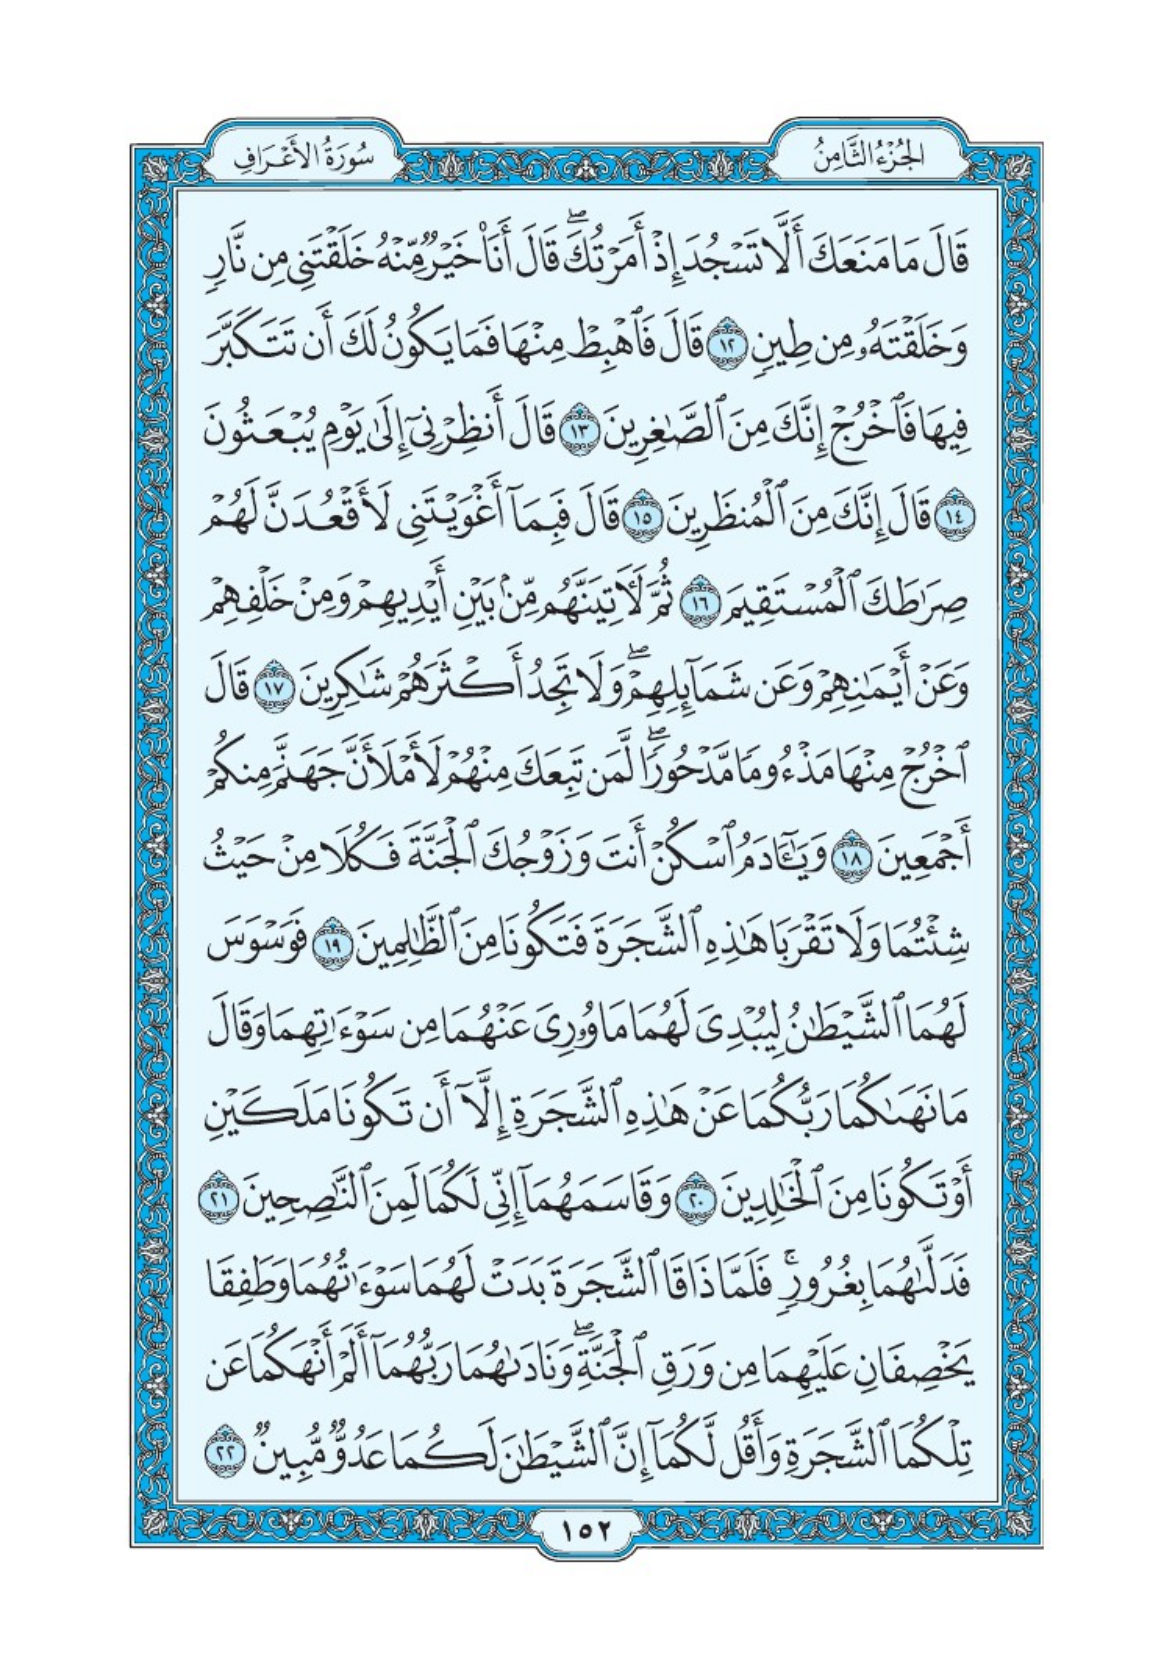 الجُزْءُ الثَّامِنُ
سُورَةُ الأَعْرَافِ
قَالَ مَا مَنَعَكَ أَلَّا تَسْجُدَ إِذْ أَمَرْتُكَۖ قَالَ أَنَا۠ خَيْرٌ مِّنْهُ خَلَقْتَنِى مِن نَّارٍ
وَخَلَقْتَهُۥ مِن طِينٍ ١٢ قَالَ فَٱهْبِطْ مِنْهَا فَمَا يَكُونُ لَكَ أَن تَتَكَبَّرَ
فِيهَا فَٱخْرُجْ إِنَّكَ مِنَ ٱلصَّٰغِرِينَ ١٣ قَالَ أَنظِرْنِىٓ إِلَىٰ يَوْمِ يُبْعَثُونَ
١٤ قَالَ إِنَّكَ مِنَ ٱلْمُنظَرِينَ ١٥ قَالَ فَبِمَآ أَغْوَيْتَنِى لَأَقْعُدَنَّ لَهُمْ
صِرَٰطَكَ ٱلْمُسْتَقِيمَ ١٦ ثُمَّ لَـَٔاتِيَنَّهُم مِّنۢ بَيْنِ أَيْدِيهِمْ وَمِنْ خَلْفِهِمْ
وَعَنْ أَيْمَٰنِهِمْ وَعَن شَمَآئِلِهِمْۖ وَلَا تَجِدُ أَكْثَرَهُمْ شَٰكِرِينَ ١٧ قَالَ
ٱخْرُجْ مِنْهَا مَذْءُومًا مَّدْحُورًاۖ لَّمَن تَبِعَكَ مِنْهُمْ لَأَمْلَأَنَّ جَهَنَّمَ مِنكُمْ
أَجْمَعِينَ ١٨ وَيَٰٓـَٔادَمُ ٱسْكُنْ أَنتَ وَزَوْجُكَ ٱلْجَنَّةَ فَكُلَا مِنْ حَيْثُ
شِئْتُمَا وَلَا تَقْرَبَا هَٰذِهِ ٱلشَّجَرَةَ فَتَكُونَا مِنَ ٱلظَّٰلِمِينَ ١٩ فَوَسْوَسَ
لَهُمَا ٱلشَّيْطَٰنُ لِيُبْدِىَ لَهُمَا مَا وُۥرِىَ عَنْهُمَا مِن سَوْءَٰتِهِمَا وَقَالَ
مَا نَهَىٰكُمَا رَبُّكُمَا عَنْ هَٰذِهِ ٱلشَّجَرَةِ إِلَّآ أَن تَكُونَا مَلَكَيْنِ
أَوْ تَكُونَا مِنَ ٱلْخَٰلِدِينَ ٢٠ وَقَاسَمَهُمَآ إِنِّى لَكُمَا لَمِنَ ٱلنَّٰصِحِينَ ٢١
فَدَلَّىٰهُمَا بِغُرُورٍۚ فَلَمَّا ذَاقَا ٱلشَّجَرَةَ بَدَتْ لَهُمَا سَوْءَٰتُهُمَا وَطَفِقَا
يَخْصِفَانِ عَلَيْهِمَا مِن وَرَقِ ٱلْجَنَّةِۖ وَنَادَىٰهُمَا رَبُّهُمَآ أَلَمْ أَنْهَكُمَا عَن
تِلْكُمَا ٱلشَّجَرَةِ وَأَقُل لَّكُمَآ إِنَّ ٱلشَّيْطَٰنَ لَكُمَا عَدُوٌّ مُّبِينٌ ٢٢
١٥٢